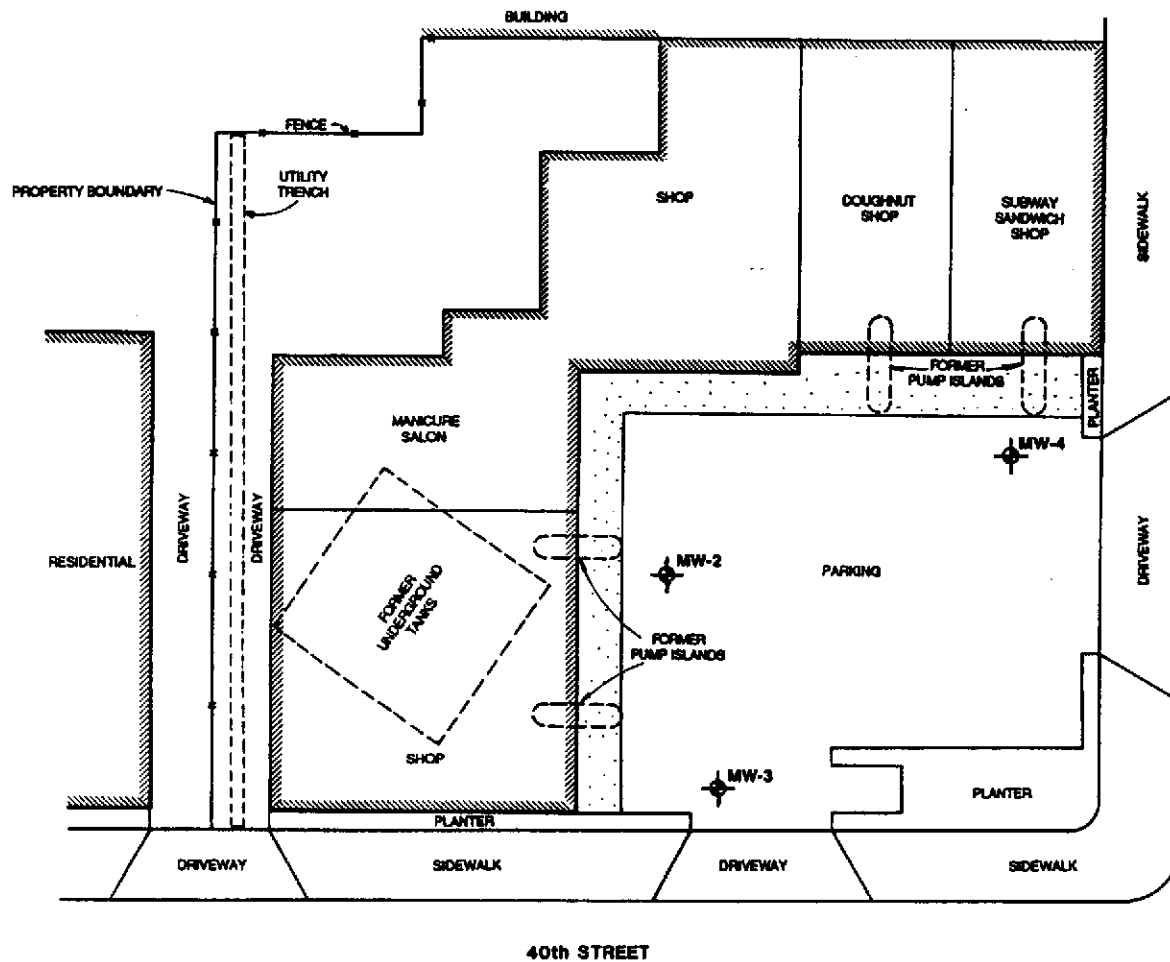 BUILDING
FENCE
PROPERTY BOUNDARY
UTILITY
TRENCH
SHOP
DOUGHNUT
SHOP
SUBWAY
SANDWICH
SHOP
SIDEWALK
FORMER
PUMP ISLANDS
PLANTER
MANICURE
SALON
MW-4
RESIDENTIAL
DRIVEWAY
DRIVEWAY
FORMER
UNDERGROUND
TANKS
MW-2
PARKING
DRIVEWAY
FORMER
PUMP ISLANDS
SHOP
MW-3
PLANTER
PLANTER
DRIVEWAY
SIDEWALK
DRIVEWAY
SIDEWALK
40th STREET